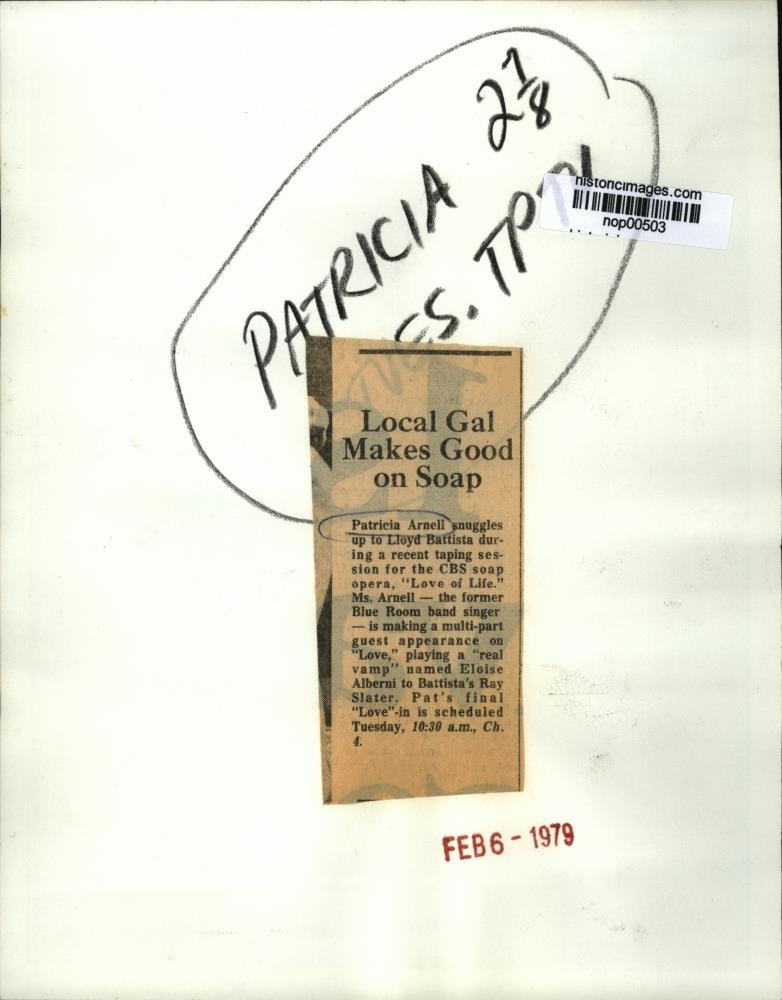 2 7/8
PATRICIA
historicimages.com
nop00503
Local Gal
Makes Good
on Soap
Patricia Arnell snuggles
up to Lloyd Battista dur-
ing a recent taping ses-
sion for the CBS soap
opera, "Love of Life."
Ms. Arnell — the former
Blue Room band singer
— is making a multi-part
guest appearance on
"Love," playing a "real
vamp" named Eloise
Alberni to Battista's Ray
Slater. Pat's final
"Love"-in is scheduled
Tuesday, 10:30 a.m., Ch.
4.
FEB 6 - 1979